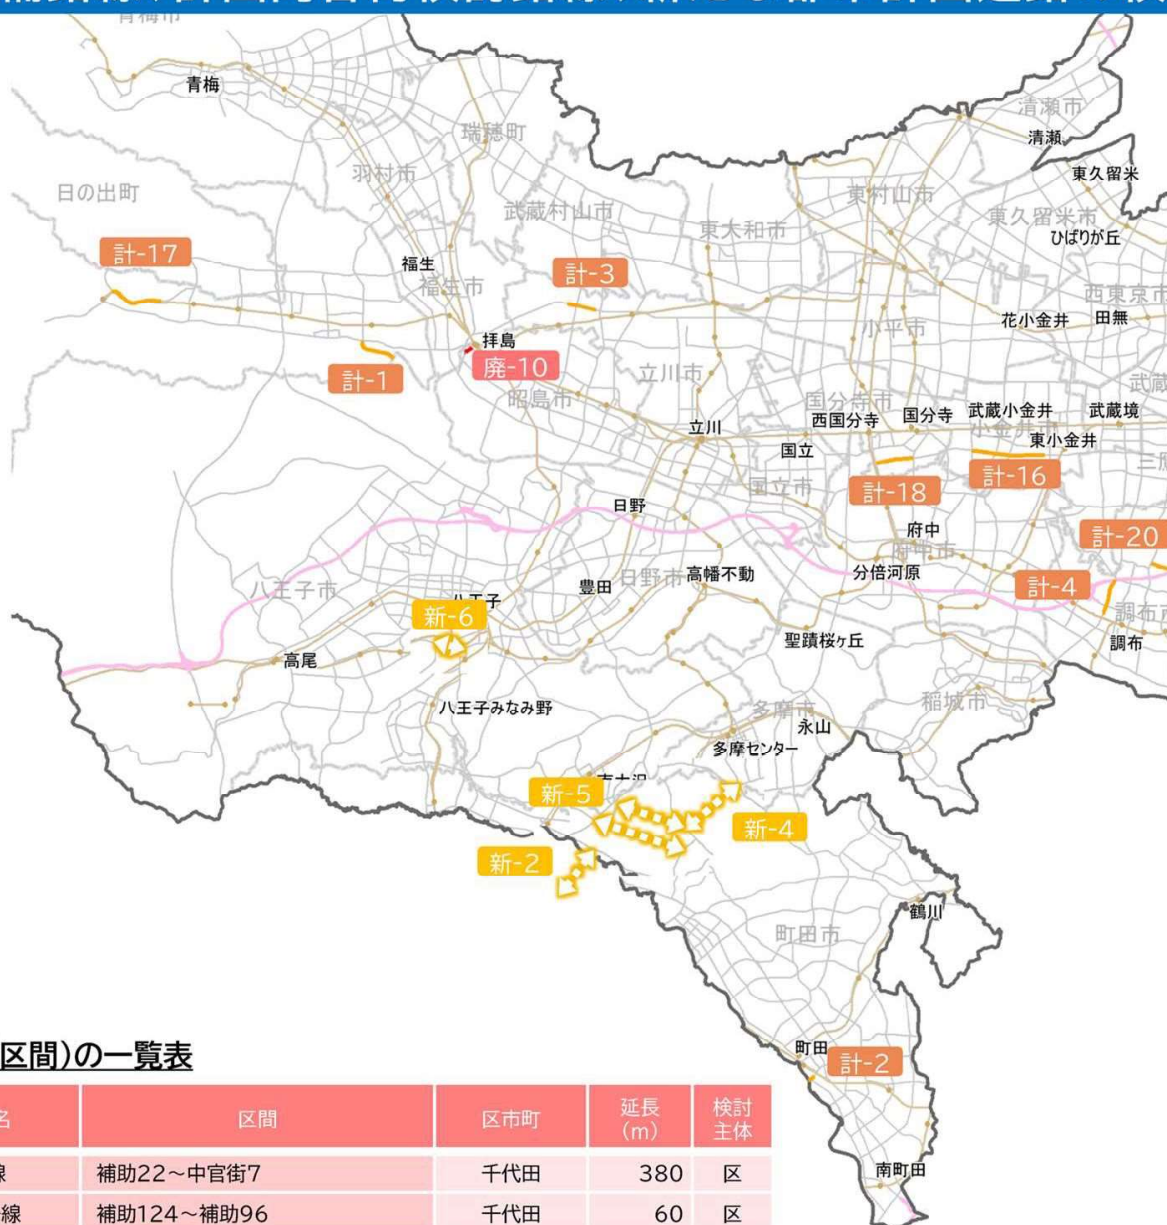 青梅市
青梅
瑞穂町
清瀬市
清瀬
羽村市
東久留米
日の出町
武蔵村山市
東村山市
東久留米市
東大和市
ひばりが丘
計-17
福生
計-3
福生市
西東京市
花小金井
田無
小平市
拝島
廃-10
計-1
立川市
昭島市
国分寺市
西国分寺
国分寺
武蔵小金井
武蔵境
立川
小金井市
東小金井
国立
計-16
国立市
計-18
日野
府中
府中市
計-20
高幡不動
分倍河原
八王子市
豊田
日野市
計-4
八王子
新-6
調布市
聖蹟桜ヶ丘
調布
高尾
稲城市
八王子みなみ野
多摩市
永山
多摩センター
新-5
新-4
新-2
鶴川
町田市
町田
計-2
南町田
区間)の一覧表
名
区間
区市町
延長
(m)
検討
主体
線
補助22～中官街7
千代田
380
区
線
補助124～補助96
千代田
60
区